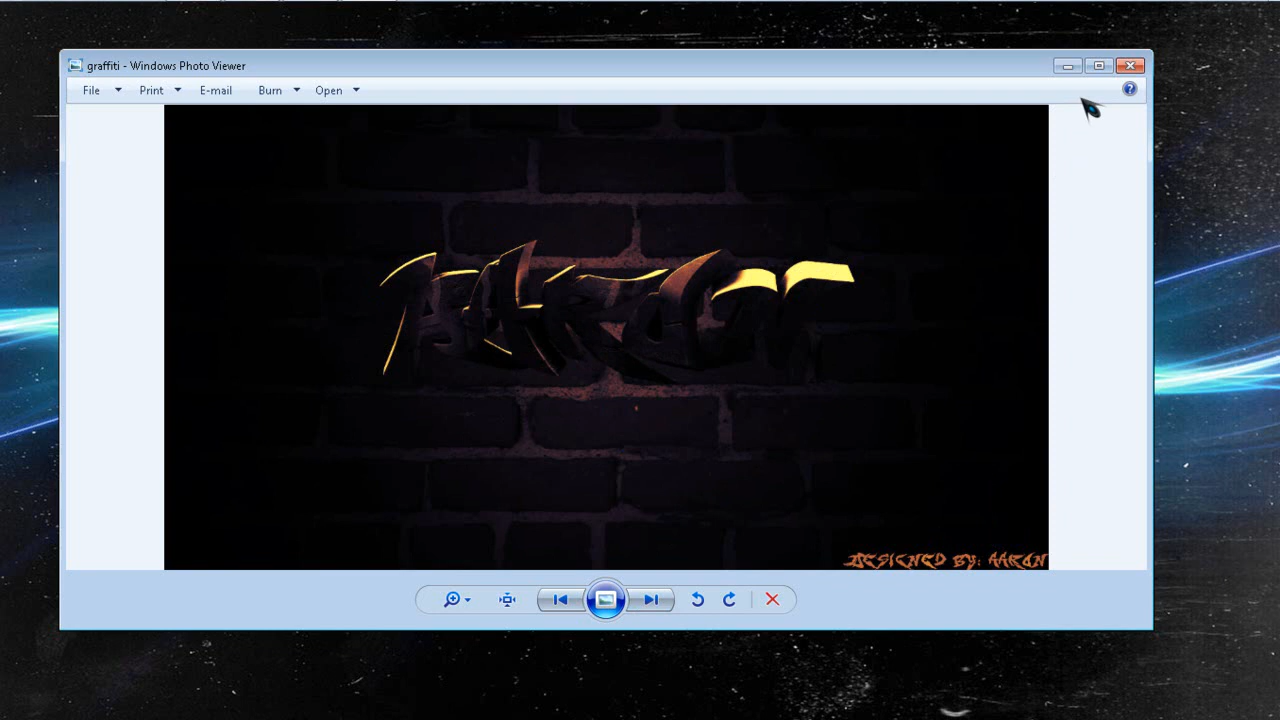 graffiti - Windows Photo Viewer
File Print E-mail Burn Open
DESIGNED BY: AARON